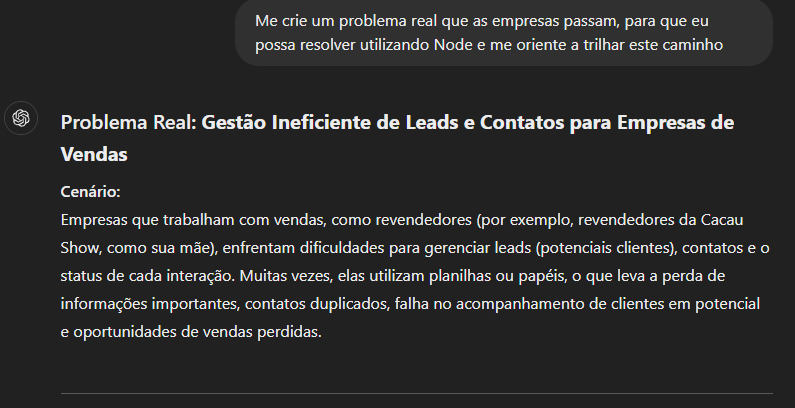 Me crie um problema real que as empresas passam, para que eu
possa resolver utilizando Node e me oriente a trilhar este caminho
Problema Real: Gestão Ineficiente de Leads e Contatos para Empresas de
Vendas
Cenário:
Empresas que trabalham com vendas, como revendedores (por exemplo, revendedores da Cacau
Show, como sua mãe), enfrentam dificuldades para gerenciar leads (potenciais clientes), contatos e o
status de cada interação. Muitas vezes, elas utilizam planilhas ou papéis, o que leva a perda de
informações importantes, contatos duplicados, falha no acompanhamento de clientes em potencial
e oportunidades de vendas perdidas.